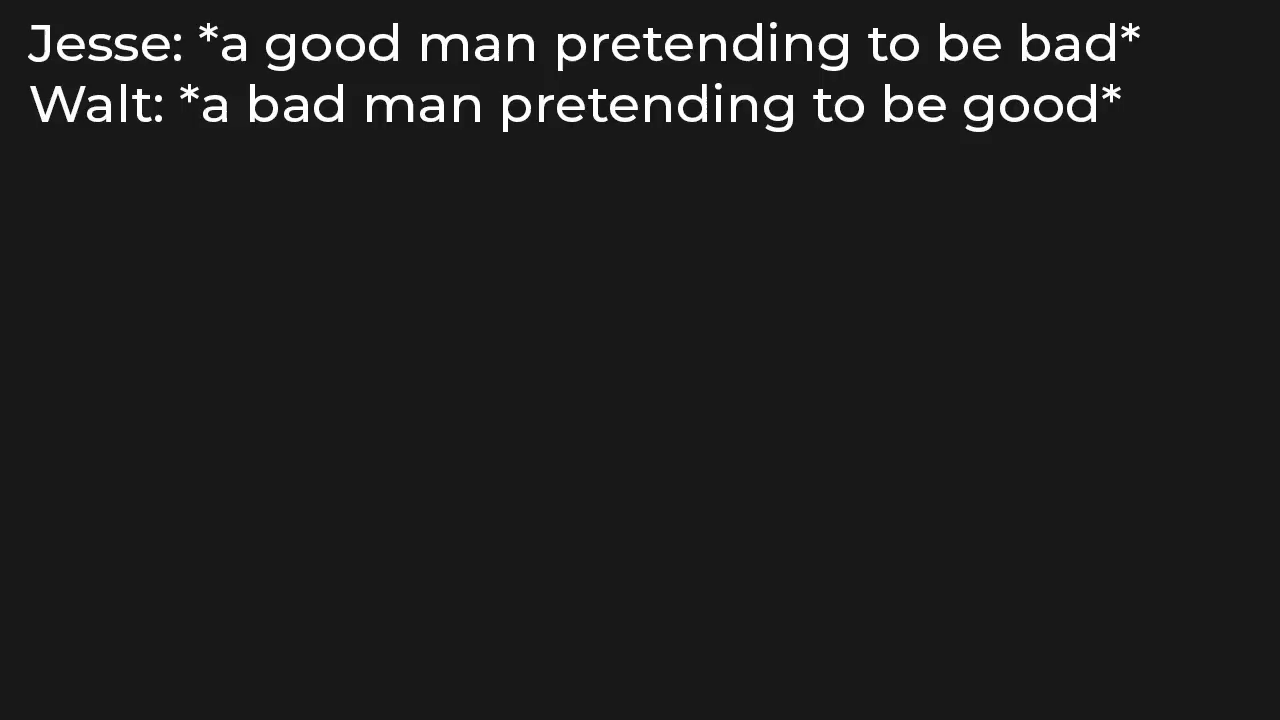 Jesse: *a good man pretending to be bad*
Walt: *a bad man pretending to be good*